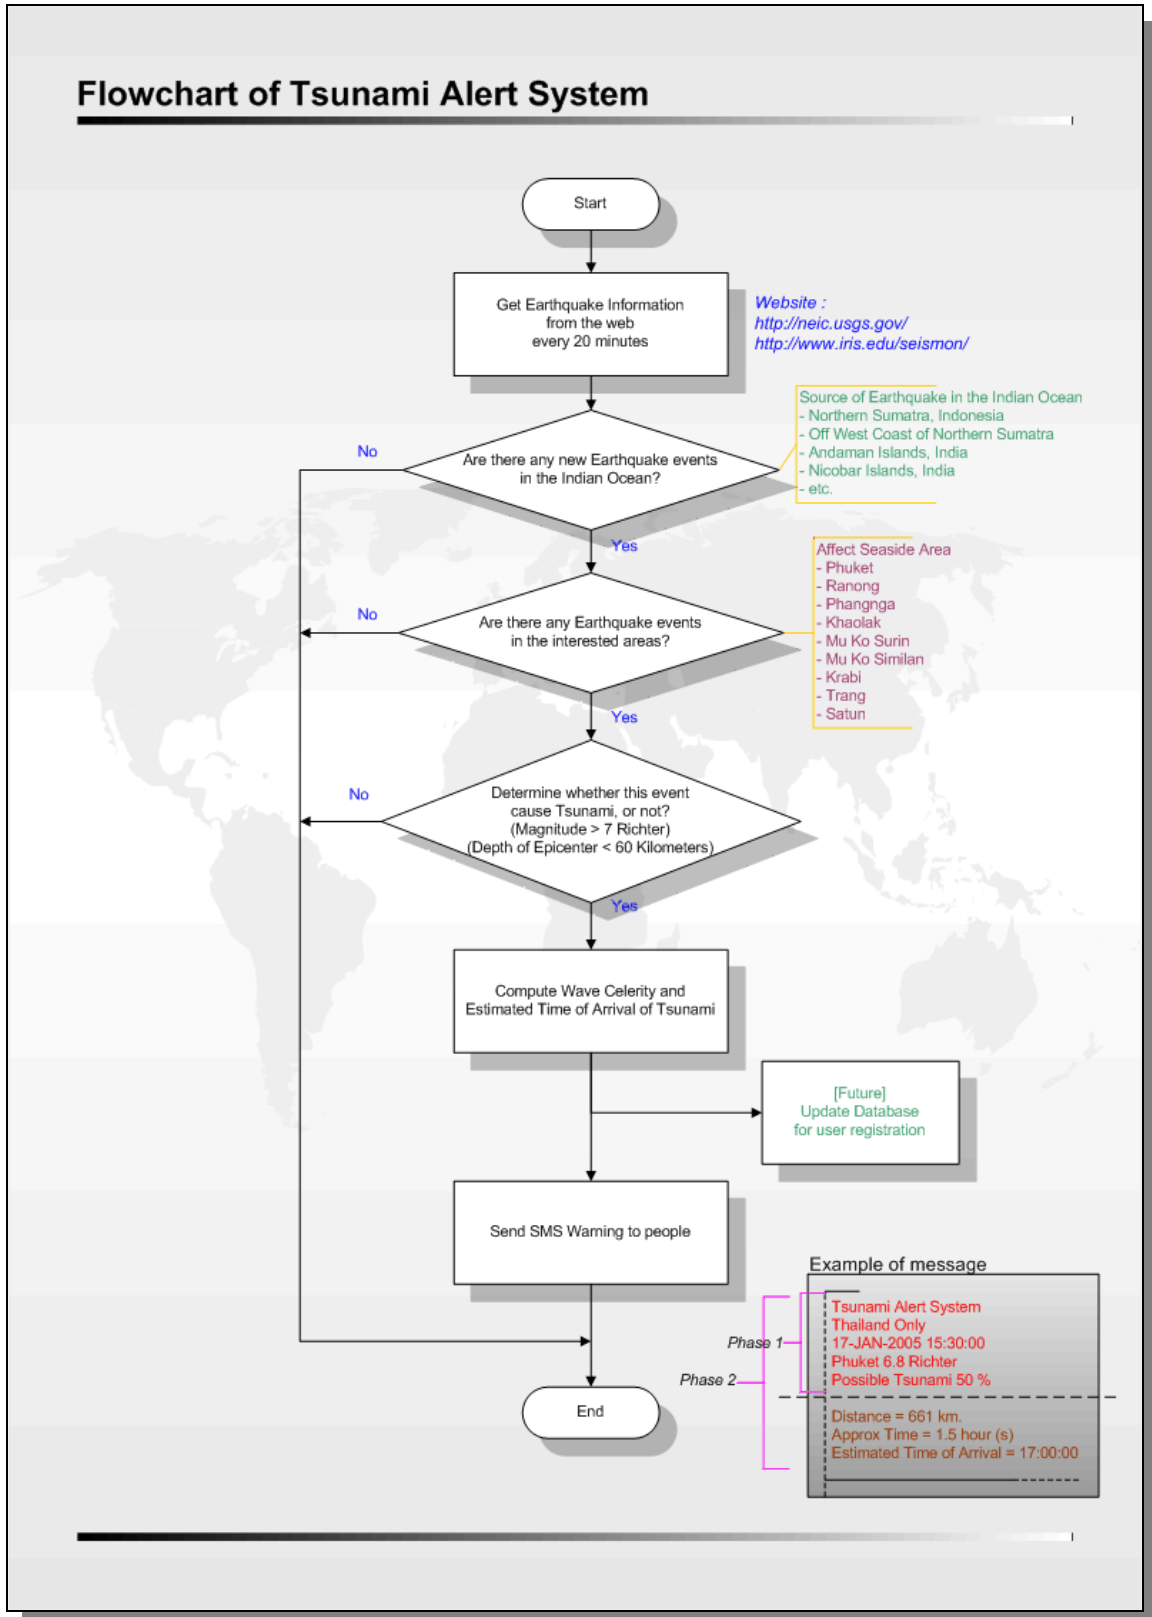 Flowchart of Tsunami Alert System
Start
Get Earthquake Information
from the web
every 20 minutes
Website :
http://neic.usgs.gov/
http://www.iris.edu/seismon/
Are there any new Earthquake events
in the Indian Ocean?
No
Yes
Source of Earthquake in the Indian Ocean
- Northern Sumatra, Indonesia
- Off West Coast of Northern Sumatra
- Andaman Islands, India
- Nicobar Islands, India
- etc.
Are there any Earthquake events
in the interested areas?
No
Yes
Affect Seaside Area
- Phuket
- Ranong
- Phangnga
- Khaolak
- Mu Ko Surin
- Mu Ko Similan
- Krabi
- Trang
- Satun
Determine whether this event
cause Tsunami, or not?
(Magnitude > 7 Richter)
(Depth of Epicenter < 60 Kilometers)
No
Yes
Compute Wave Celerity and
Estimated Time of Arrival of Tsunami
[Future]
Update Database
for user registration
Send SMS Warning to people
End
Example of message
Phase 1
Phase 2
Tsunami Alert System
Thailand Only
17-JAN-2005 15:30:00
Phuket 6.8 Richter
Possible Tsunami 50 %
Distance = 661 km.
Approx Time = 1.5 hour (s)
Estimated Time of Arrival = 17:00:00